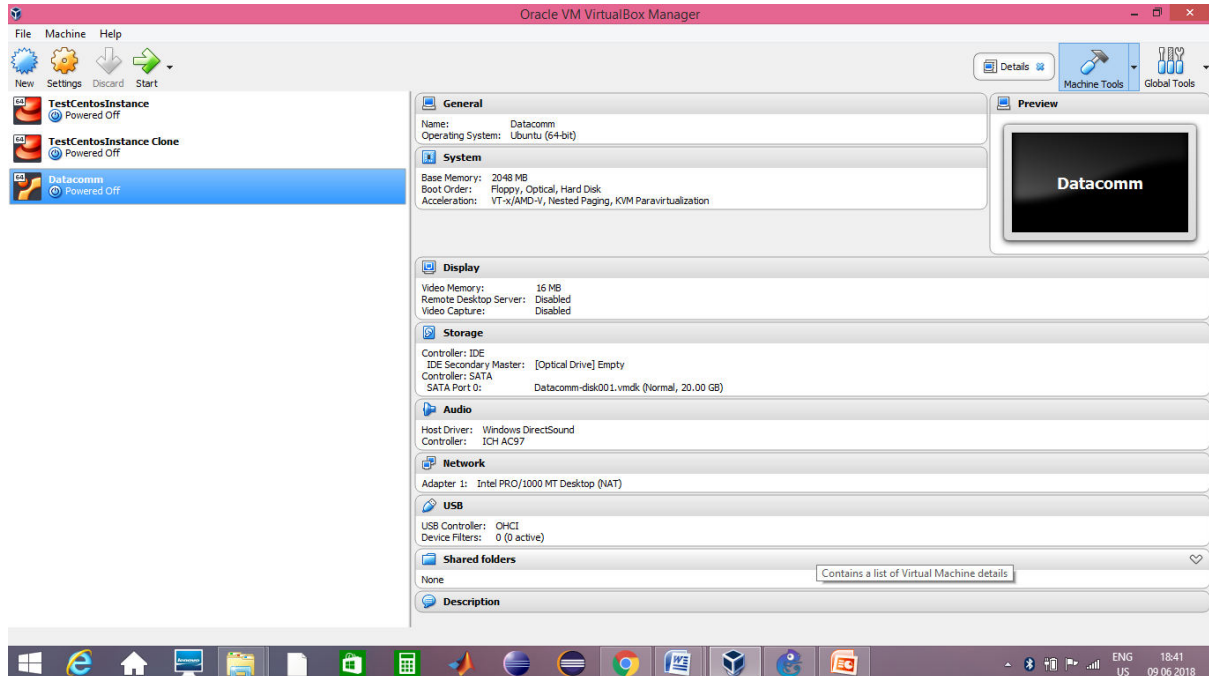 Oracle VM VirtualBox Manager
File Machine Help
New Settings Discard Start
Details
Machine Tools
Global Tools
64 TestCentosInstance
Powered Off
64 TestCentosInstance Clone
Powered Off
64 Datacomm
Powered Off
General
Name: Datacomm
Operating System: Ubuntu (64-bit)
System
Base Memory: 2048 MB
Boot Order: Floppy, Optical, Hard Disk
Acceleration: VT-x/AMD-V, Nested Paging, KVM Paravirtualization
Preview
Datacomm
Display
Video Memory: 16 MB
Remote Desktop Server: Disabled
Video Capture: Disabled
Storage
Controller: IDE
IDE Secondary Master: [Optical Drive] Empty
Controller: SATA
SATA Port 0: Datacomm-disk001.vmdk (Normal, 20.00 GB)
Audio
Host Driver: Windows DirectSound
Controller: ICH AC97
Network
Adapter 1: Intel PRO/1000 MT Desktop (NAT)
USB
USB Controller: OHCI
Device Filters: 0 (0 active)
Shared folders
None
Contains a list of Virtual Machine details
Description
ENG
US
18:41
09 06 2018